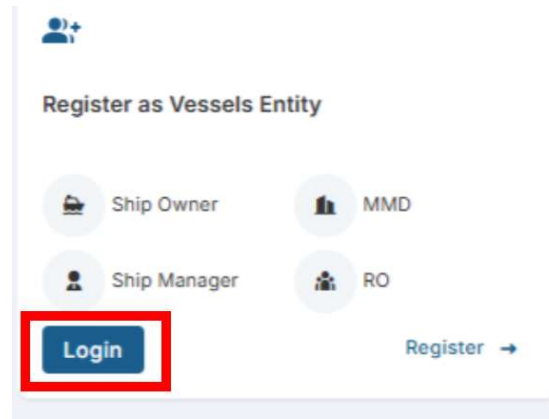 Register as Vessels Entity
Ship Owner
MMD
Ship Manager
RO
Login
Register →